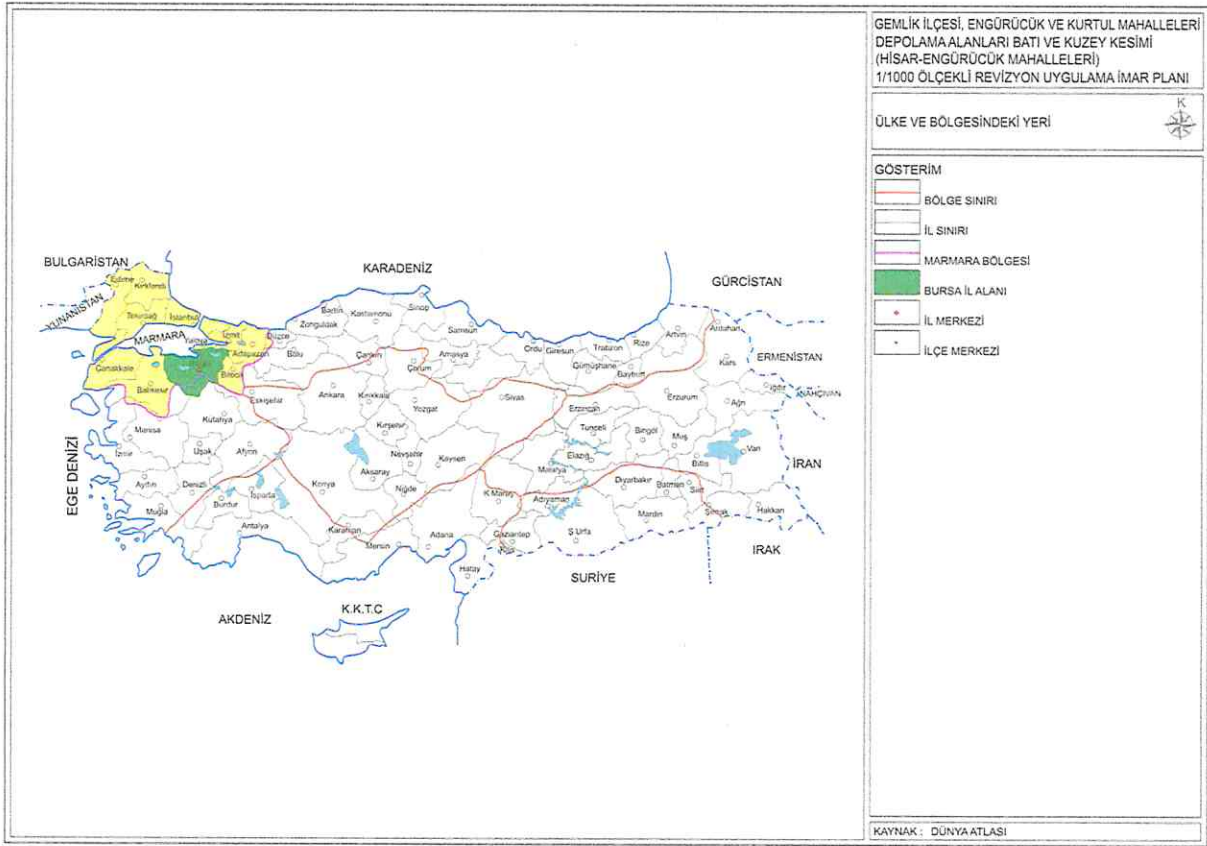 GEMLİK İLÇESİ, ENGÜRÜCÜK VE KURTUL MAHALLELERİ
DEPOLAMA ALANLARI BATI VE KUZEY KESİMİ
(HİSAR-ENGÜRÜCÜK MAHALLELERİ)
1/1000 ÖLÇEKLİ REVİZYON UYGULAMA İMAR PLANI
ÜLKE VE BÖLGESİNDEKİ YERİ
K
GÖSTERİM
BÖLGE SINIRI
İL SINIRI
MARMARA BÖLGESİ
BURSA İL ALANI
İL MERKEZİ
İLÇE MERKEZİ
BULGARİSTAN
KARADENİZ
GÜRCİSTAN
YUNANİSTAN
Edirne
Kırklareli
Tekirdağ
İstanbul
MARMARA
Yalova
İzmit
Adapazarı
Düzce
Bolu
Zonguldak
Bartın
Kastamonu
Sinop
Samsun
Ordu
Giresun
Trabzon
Rize
Artvin
Ardahan
ERMENİSTAN
Kars
Iğdır
NAHÇIVAN
Çanakkale
Balıkesir
Bilecik
Eskişehir
Ankara
Çankırı
Çorum
Amasya
Kırıkkale
Yozgat
Sivas
Gümüşhane
Bayburt
Erzincan
Erzurum
Ağrı
Kütahya
Manisa
Uşak
Afyon
Kırşehir
Nevşehir
Kayseri
Tunceli
Bingöl
Muş
Elazığ
Malatya
Bitlis
Van
İRAN
EGE DENİZİ
İzmir
Aydın
Denizli
Burdur
Isparta
Konya
Aksaray
Niğde
K.Maraş
Adıyaman
Diyarbakır
Batman
Siirt
Şırnak
Hakkari
Muğla
Antalya
Karaman
Mersin
Adana
Gaziantep
Kilis
Ş.Urfa
Mardin
IRAK
Hatay
SURİYE
AKDENİZ
K.K.T.C
KAYNAK : DÜNYA ATLASI